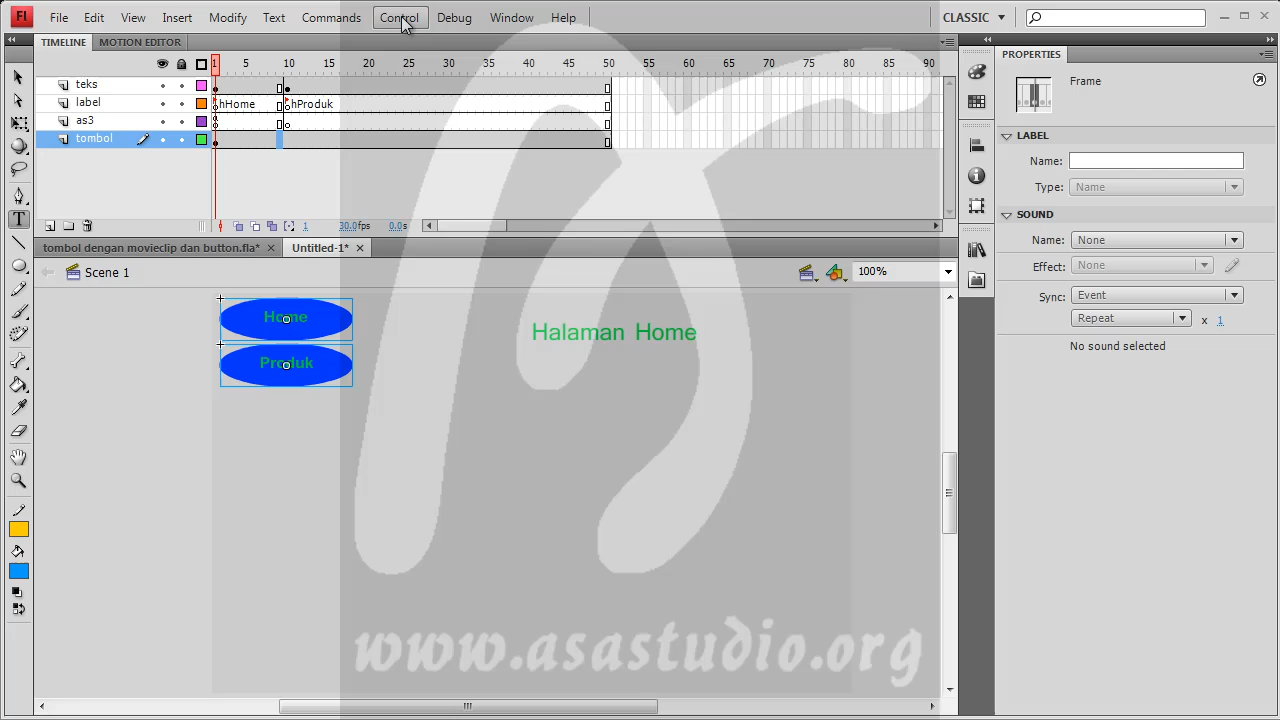 Fl File Edit View Insert Modify Text Commands Control Debug Window Help CLASSIC
TIMELINE MOTION EDITOR
PROPERTIES
1 5 10 15 20 25 30 35 40 45 50 55 60 65 70 75 80 85 90
Frame
teks
label hHome hProduk
as3
tombol
LABEL
Name:
Type: Name
SOUND
1 30.0fps 0.0s
Name: None
tombol dengan movieclip dan button.fla* Untitled-1*
Effect: None
Scene 1 100%
Sync: Event
Repeat x 1
No sound selected
Home
Halaman Home
Produk
T
www.asastudio.org